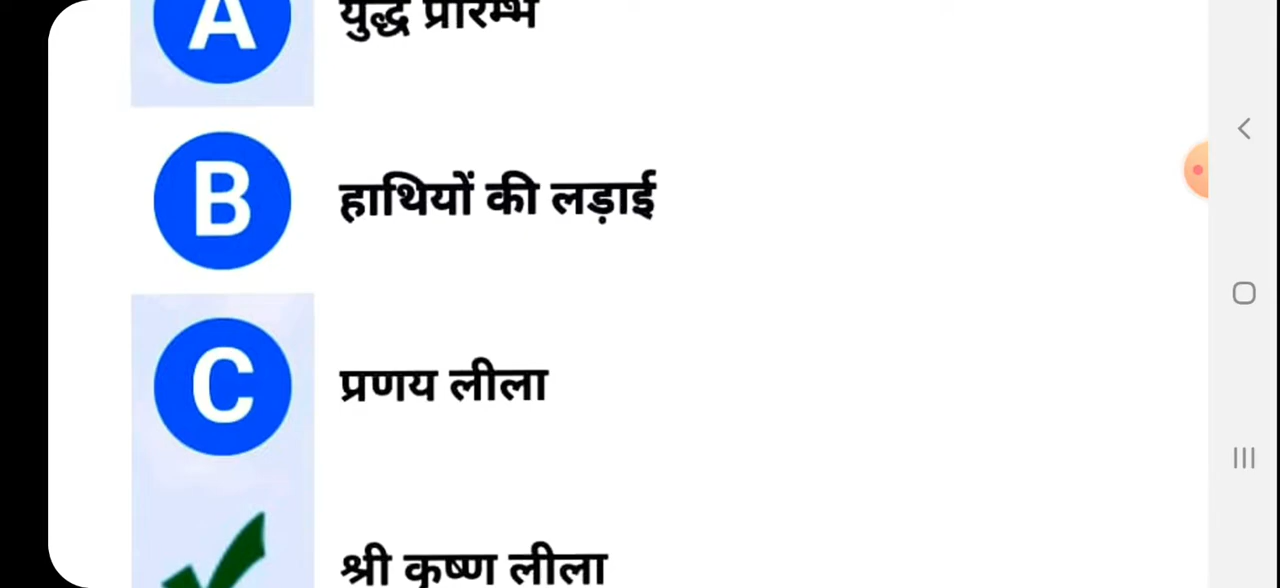 A युद्ध प्रारम्भ
B हाथियों की लड़ाई
C प्रणय लीला
श्री कृष्ण लीला